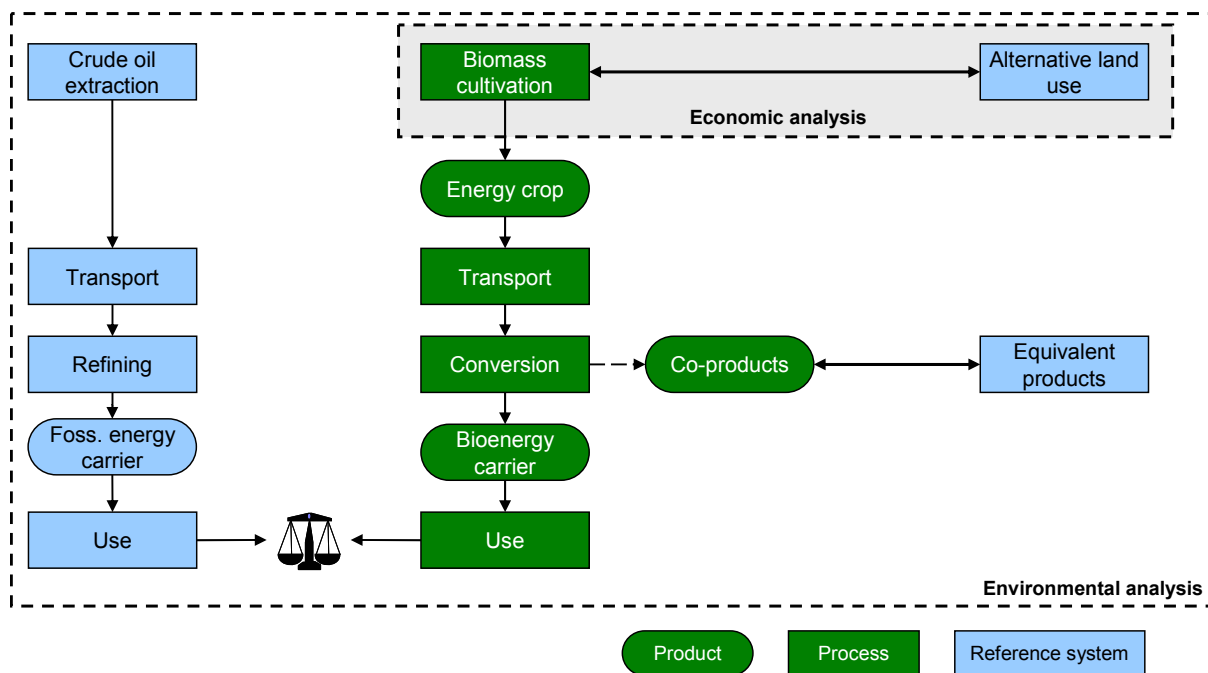 Crude oil
extraction
Biomass
cultivation
Alternative land
use
Economic analysis
Energy crop
Transport
Transport
Refining
Conversion
Co-products
Equivalent
products
Foss. energy
carrier
Bioenergy
carrier
Use
Use
Environmental analysis
Product
Process
Reference system